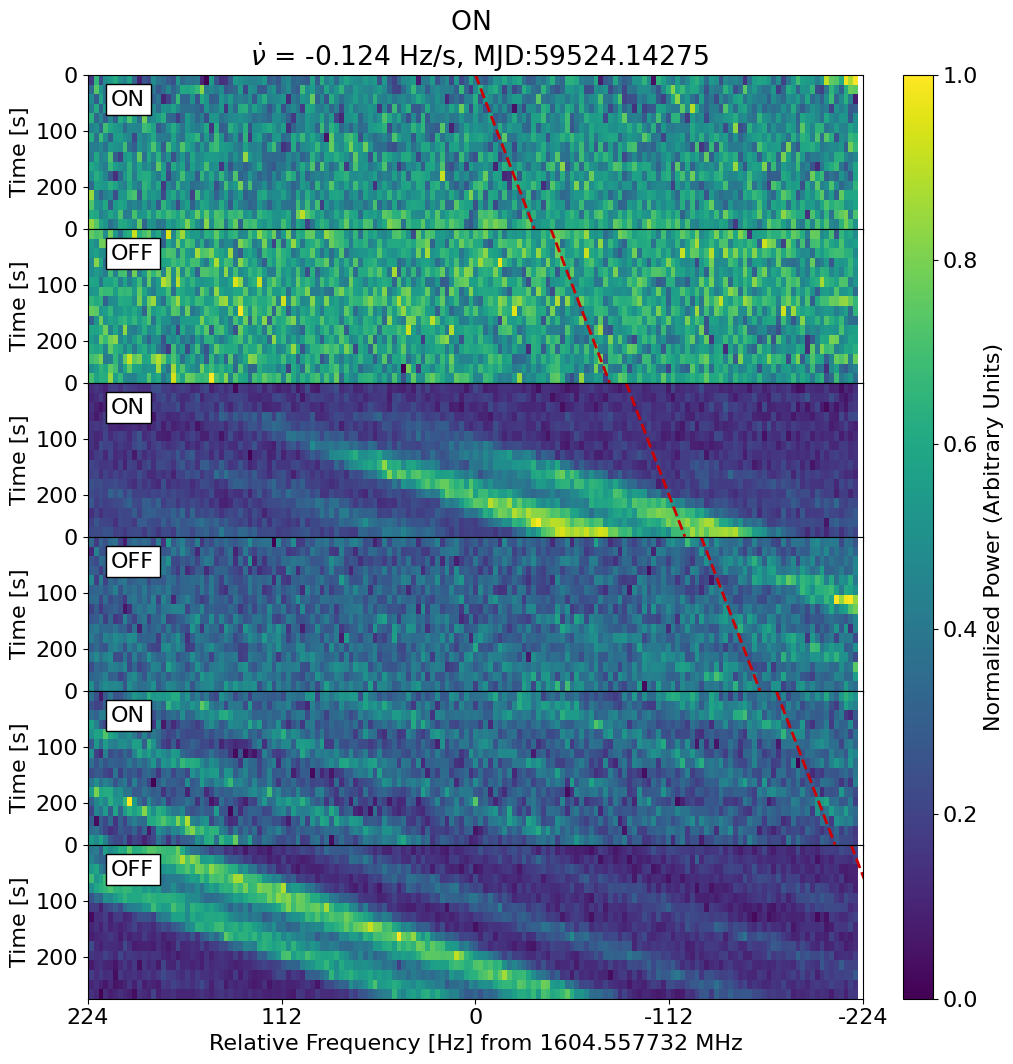 ON
ν̇ = -0.124 Hz/s, MJD:59524.14275
0
ON
100
200
Time [s]
0
OFF
100
200
Time [s]
0
ON
100
200
Time [s]
0
OFF
100
200
Time [s]
0
ON
100
200
Time [s]
0
OFF
100
200
Time [s]
224 112 0 -112 -224
Relative Frequency [Hz] from 1604.557732 MHz
1.0
0.8
0.6
0.4
0.2
0.0
Normalized Power (Arbitrary Units)